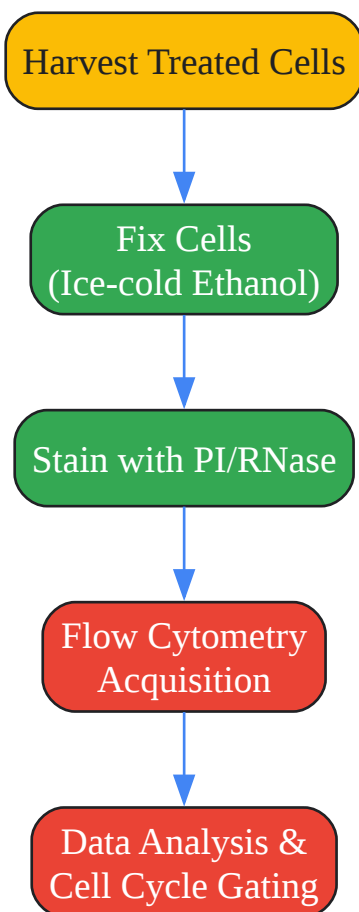 Harvest Treated Cells
Fix Cells
(Ice-cold Ethanol)
Stain with PI/RNase
Flow Cytometry
Acquisition
Data Analysis &
Cell Cycle Gating